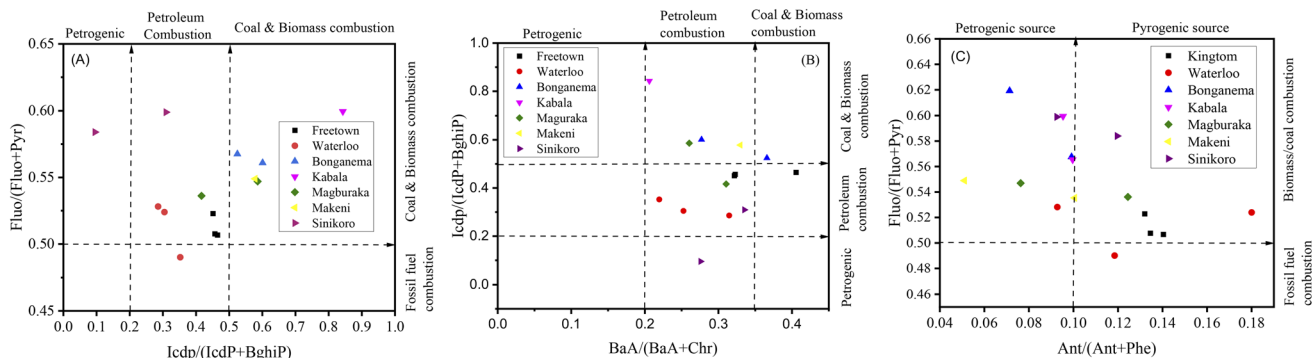 Petrogenic
Petroleum
Combustion
Coal & Biomass combustion
(A)
0.65
0.60
0.55
0.50
0.45
Fluo/(Fluo+Pyr)
Freetown
Waterloo
Bonganema
Kabala
Magburaka
Makeni
Sinikoro
0.0 0.1 0.2 0.3 0.4 0.5 0.6 0.7 0.8 0.9 1.0
Icdp/(IcdP+BghiP)
Coal & Biomass combustion
Fossil fuel
combustion
Petrogenic
Petroleum
combustion
Coal & Biomass
combustion
(B)
1.0
0.8
0.6
0.4
0.2
0.0
Icdp/(IcdP+BghiP)
Freetown
Waterloo
Bonganema
Kabala
Maguraka
Makeni
Sinikoro
0.0 0.1 0.2 0.3 0.4
BaA/(BaA+Chr)
Coal & Biomass
combustion
Petroleum
combustion
Petrogenic
Petrogenic source
Pyrogenic source
(C)
0.66
0.64
0.62
0.60
0.58
0.56
0.54
0.52
0.50
0.48
0.46
0.44
Fluo/(Fluo+Pyr)
Kingtom
Waterloo
Bonganema
Kabala
Magburaka
Makeni
Sinikoro
0.04 0.06 0.08 0.10 0.12 0.14 0.16 0.18
Ant/(Ant+Phe)
Biomass/coal combustion
Fossil fuel
combustion